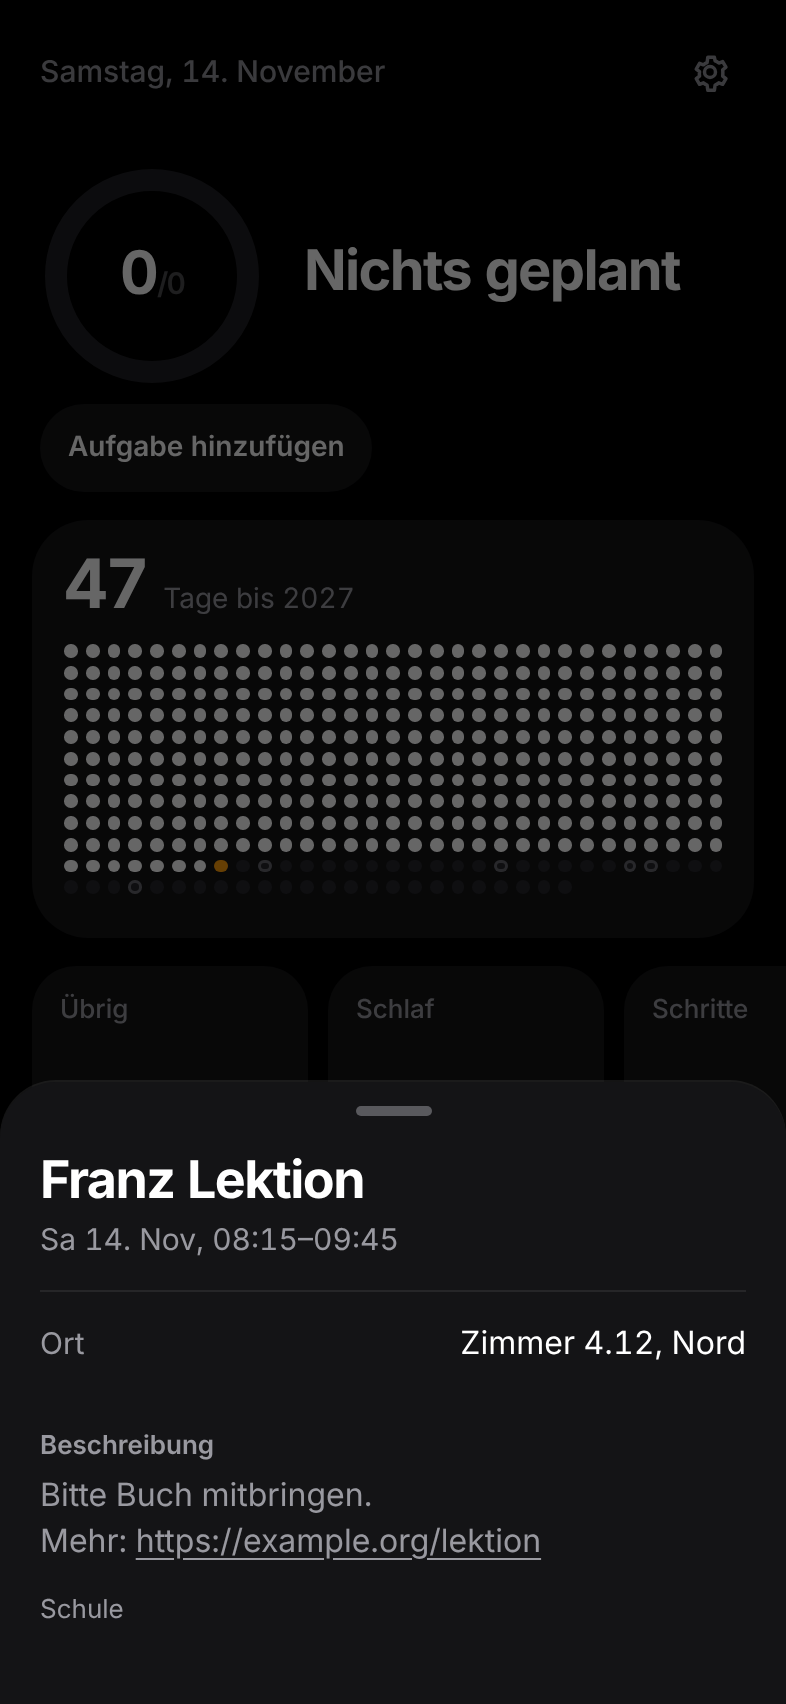 Samstag, 14. November
0/0
Nichts geplant
Aufgabe hinzufügen
47 Tage bis 2027
Übrig
Schlaf
Schritte
Franz Lektion
Sa 14. Nov, 08:15–09:45
Ort
Zimmer 4.12, Nord
Beschreibung
Bitte Buch mitbringen.
Mehr: https://example.org/lektion
Schule